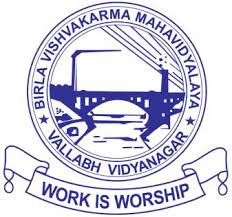 BIRLA VISHVAKARMA MAHAVIDYALAYA
VALLABH VIDYANAGAR
WORK IS WORSHIP